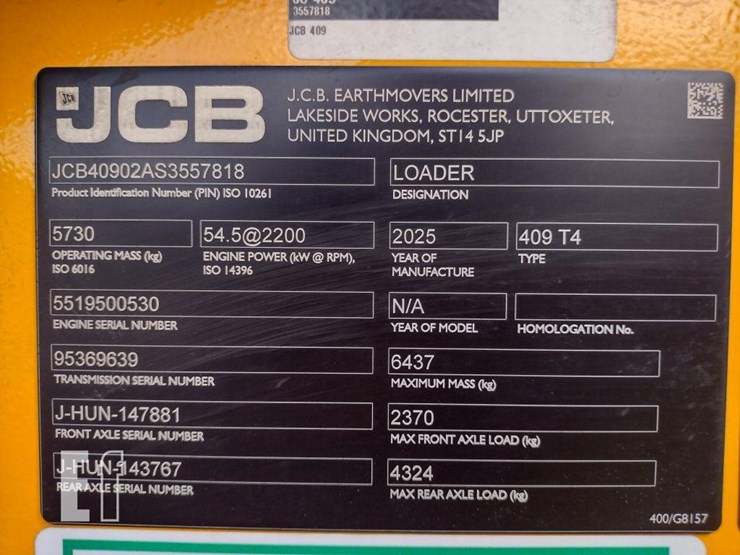 3557818
JCB 409
JCB
JCB
J.C.B. EARTHMOVERS LIMITED
LAKESIDE WORKS, ROCESTER, UTTOXETER,
UNITED KINGDOM, ST14 5JP
JCB40902AS3557818
Product Identification Number (PIN) ISO 10261
LOADER
DESIGNATION
5730
OPERATING MASS (kg)
ISO 6016
54.5@2200
ENGINE POWER (kW @ RPM),
ISO 14396
2025
YEAR OF
MANUFACTURE
409 T4
TYPE
5519500530
ENGINE SERIAL NUMBER
N/A
YEAR OF MODEL
HOMOLOGATION No.
95369639
TRANSMISSION SERIAL NUMBER
6437
MAXIMUM MASS (kg)
J-HUN-147881
FRONT AXLE SERIAL NUMBER
2370
MAX FRONT AXLE LOAD (kg)
J-HUN-143767
REAR AXLE SERIAL NUMBER
4324
MAX REAR AXLE LOAD (kg)
400/G8157